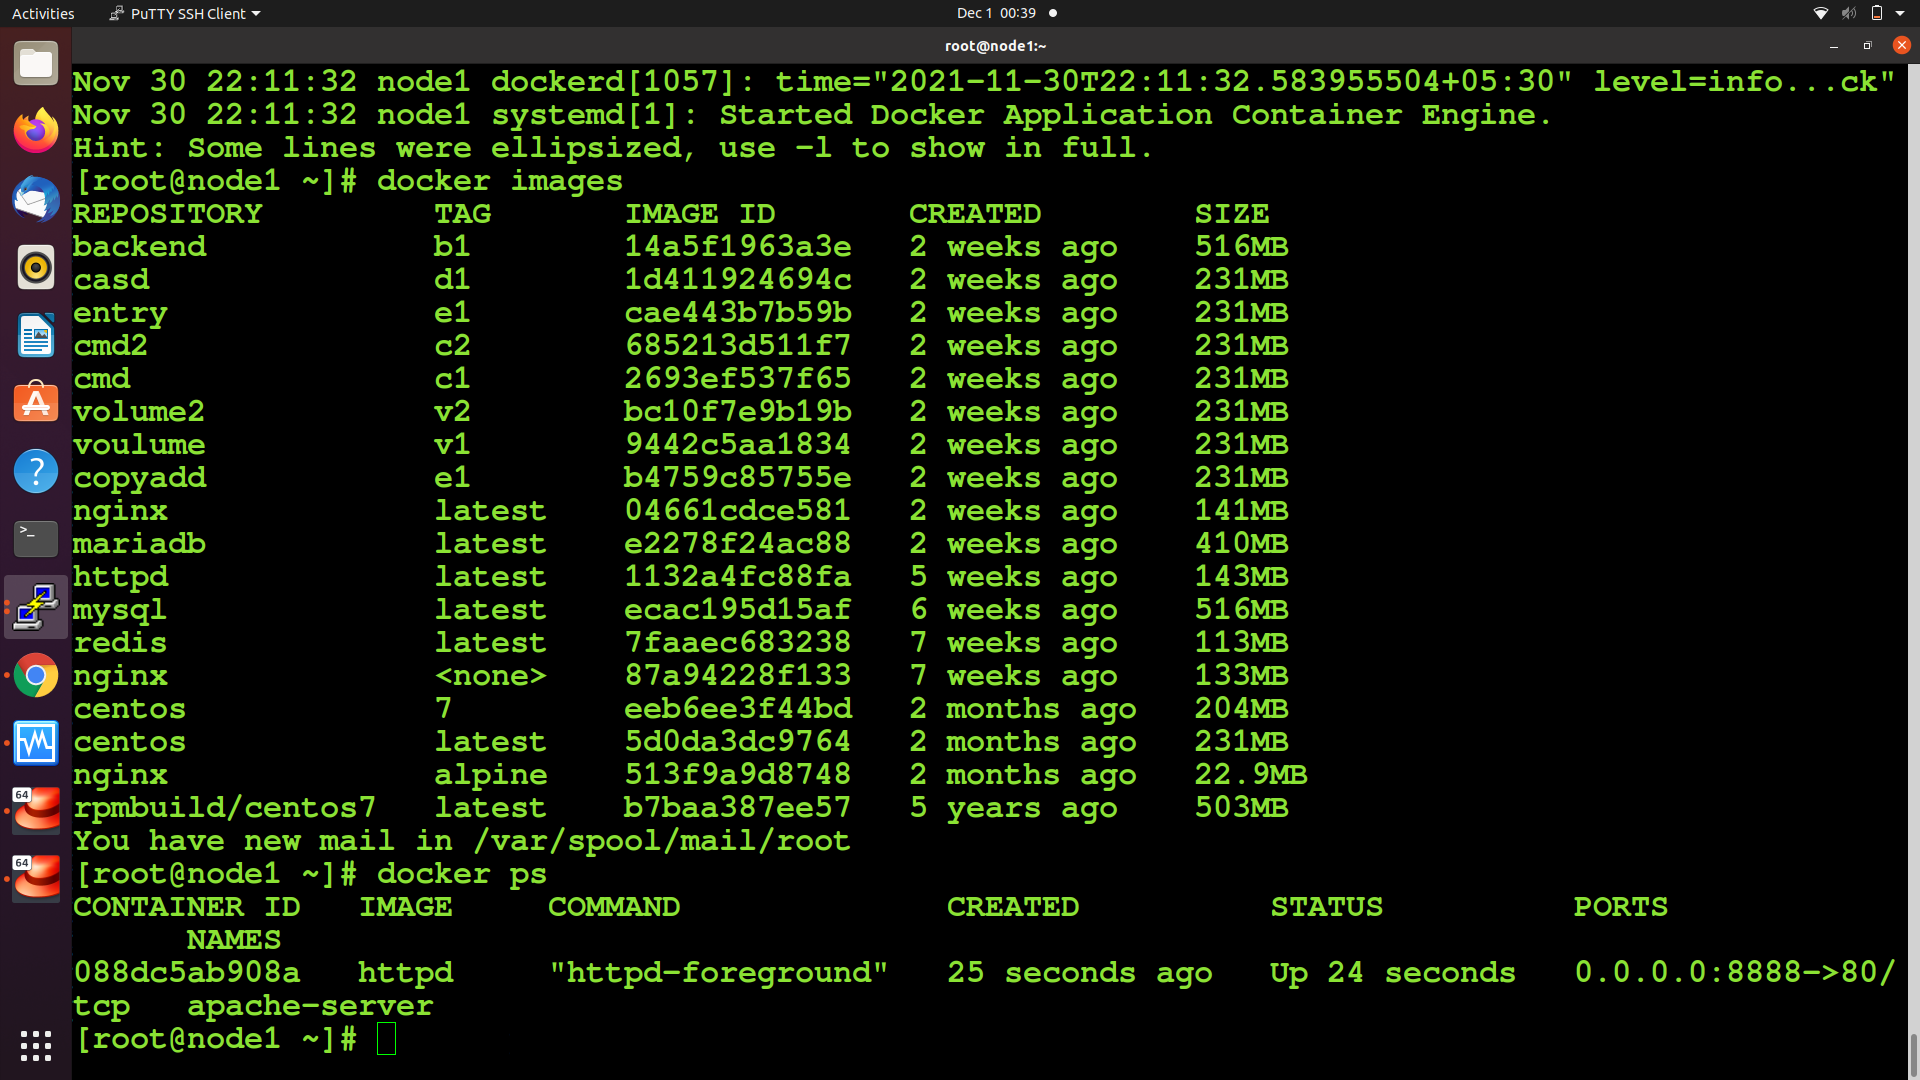 Activities PuTTY SSH Client Dec 1 00:39
root@node1:~
Nov 30 22:11:32 node1 dockerd[1057]: time="2021-11-30T22:11:32.583955504+05:30" level=info...ck"
Nov 30 22:11:32 node1 systemd[1]: Started Docker Application Container Engine.
Hint: Some lines were ellipsized, use -l to show in full.
[root@node1 ~]# docker images
REPOSITORY TAG IMAGE ID CREATED SIZE
backend b1 14a5f1963a3e 2 weeks ago 516MB
casd d1 1d411924694c 2 weeks ago 231MB
entry e1 cae443b7b59b 2 weeks ago 231MB
cmd2 c2 685213d511f7 2 weeks ago 231MB
cmd c1 2693ef537f65 2 weeks ago 231MB
volume2 v2 bc10f7e9b19b 2 weeks ago 231MB
voulume v1 9442c5aa1834 2 weeks ago 231MB
copyadd e1 b4759c85755e 2 weeks ago 231MB
nginx latest 04661cdce581 2 weeks ago 141MB
mariadb latest e2278f24ac88 2 weeks ago 410MB
httpd latest 1132a4fc88fa 5 weeks ago 143MB
mysql latest ecac195d15af 6 weeks ago 516MB
redis latest 7faaec683238 7 weeks ago 113MB
nginx <none> 87a94228f133 7 weeks ago 133MB
centos 7 eeb6ee3f44bd 2 months ago 204MB
centos latest 5d0da3dc9764 2 months ago 231MB
nginx alpine 513f9a9d8748 2 months ago 22.9MB
rpmbuild/centos7 latest b7baa387ee57 5 years ago 503MB
You have new mail in /var/spool/mail/root
[root@node1 ~]# docker ps
CONTAINER ID IMAGE COMMAND CREATED STATUS PORTS
NAMES
088dc5ab908a httpd "httpd-foreground" 25 seconds ago Up 24 seconds 0.0.0.0:8888->80/
tcp apache-server
[root@node1 ~]#
64
64